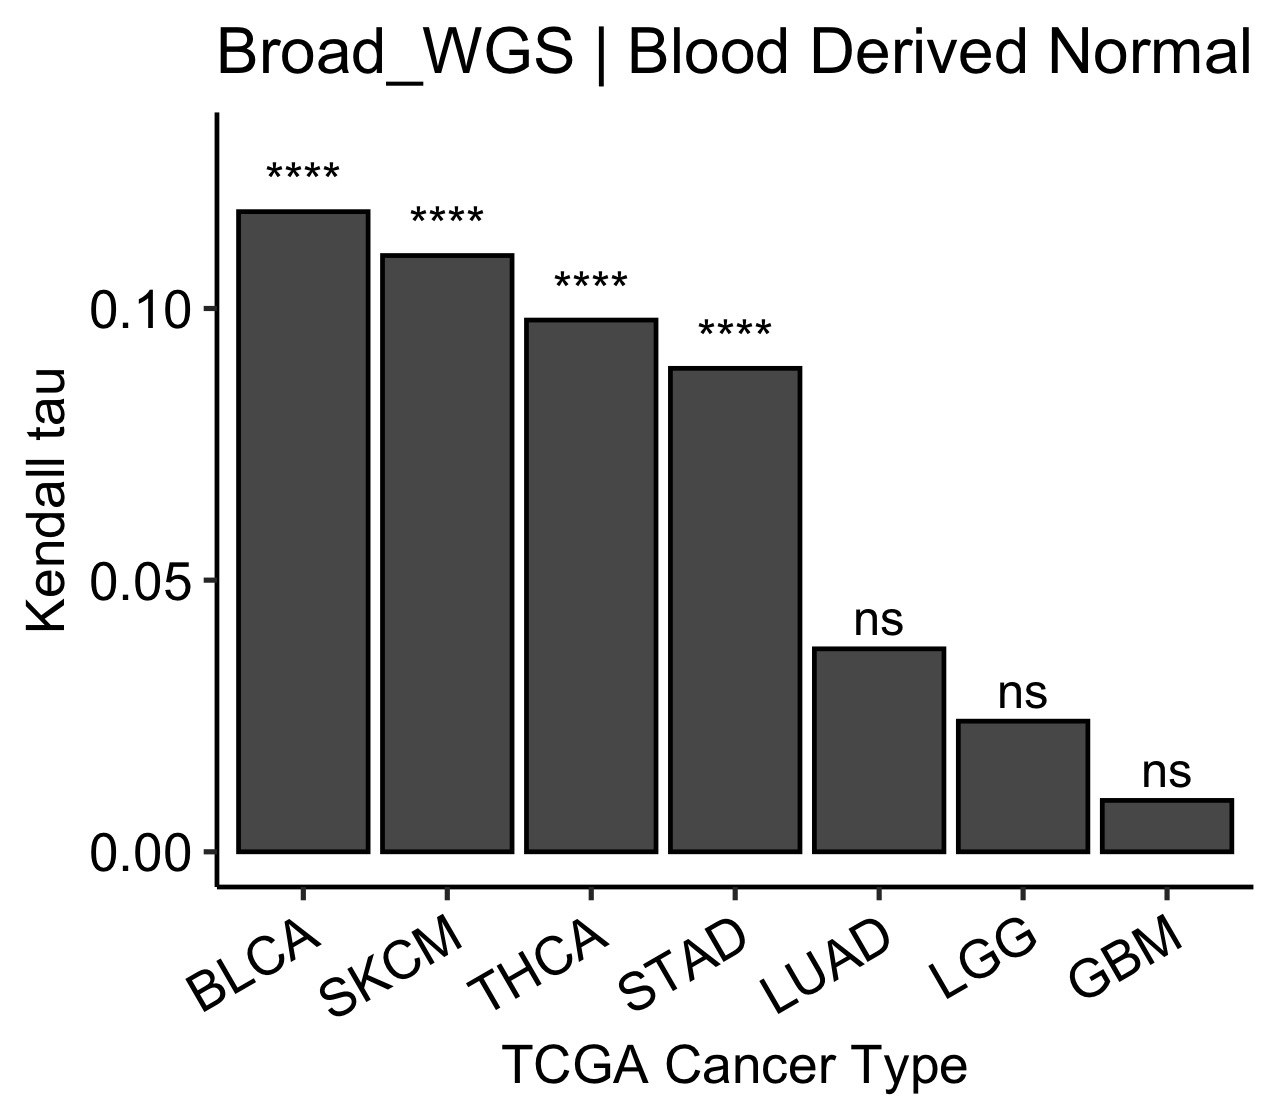 Broad_WGS | Blood Derived Normal
****
****
****
****
ns
ns
ns
0.10
0.05
0.00
Kendall tau
BLCA
SKCM
THCA
STAD
LUAD
LGG
GBM
TCGA Cancer Type